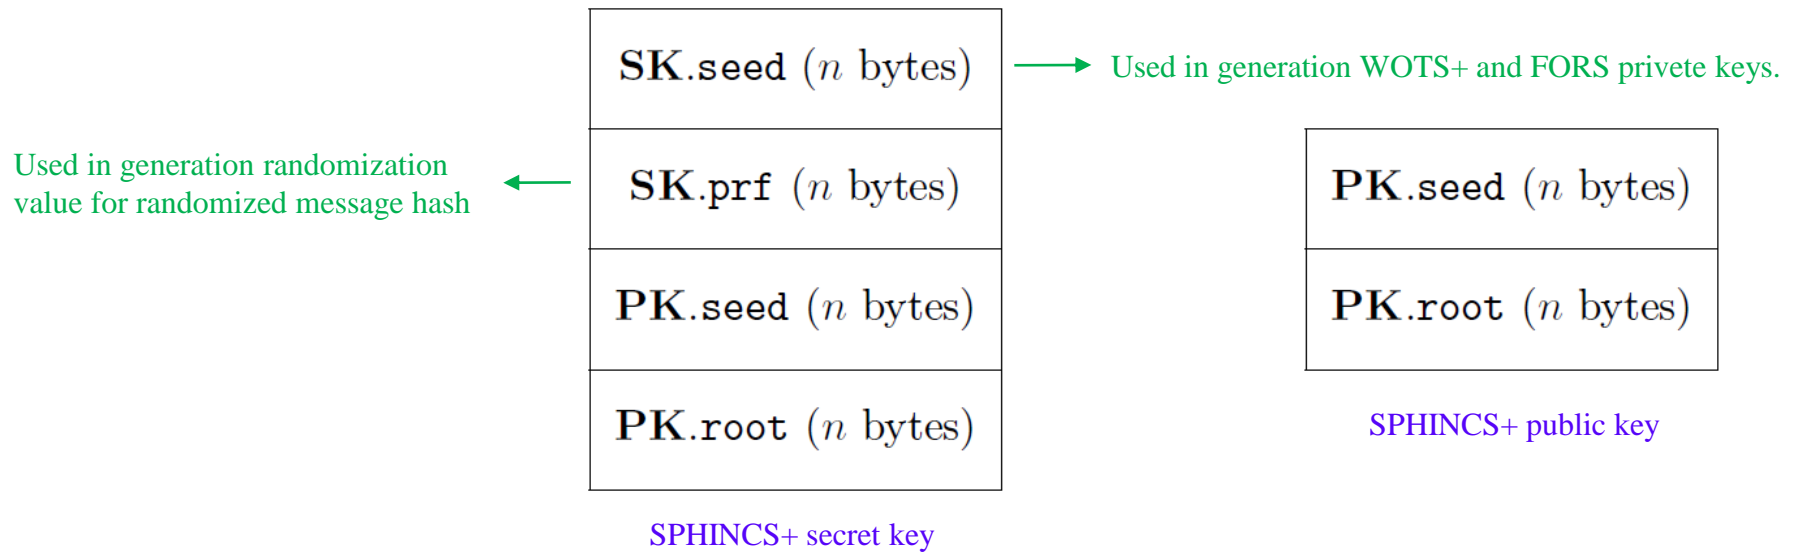 SK.seed (n bytes)
Used in generation WOTS+ and FORS privete keys.
Used in generation randomization
value for randomized message hash
SK.prf (n bytes)
PK.seed (n bytes)
PK.root (n bytes)
SPHINCS+ secret key
PK.seed (n bytes)
PK.root (n bytes)
SPHINCS+ public key